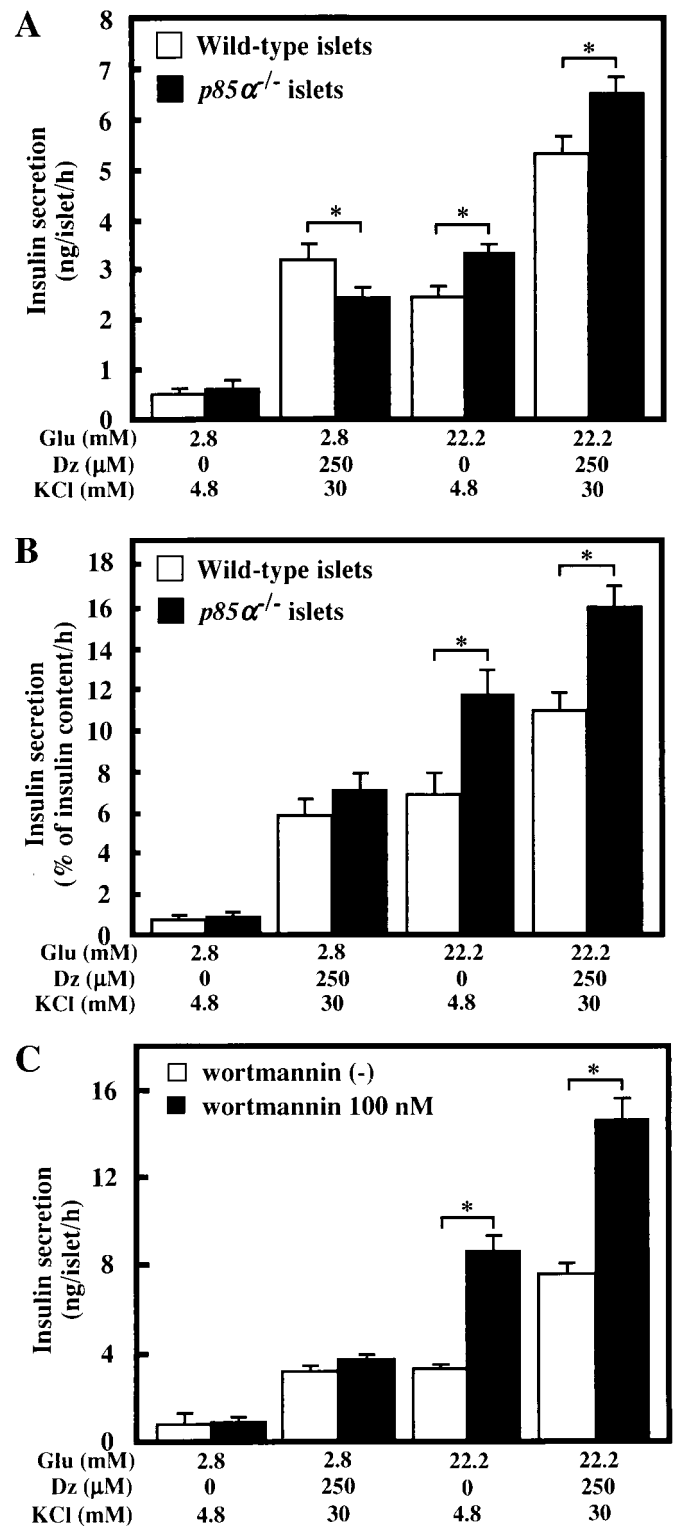 A
8
7
6
5
4
3
2
1
0
Insulin secretion
(ng/islet/h)
Wild-type islets
p85α-/- islets
*
*
*
Glu (mM) 2.8 2.8 22.2 22.2
Dz (μM) 0 250 0 250
KCl (mM) 4.8 30 4.8 30
B
18
16
14
12
10
8
6
4
2
0
Insulin secretion
(% of insulin content/h)
Wild-type islets
p85α-/- islets
*
*
Glu (mM) 2.8 2.8 22.2 22.2
Dz (μM) 0 250 0 250
KCl (mM) 4.8 30 4.8 30
C
16
12
8
4
0
Insulin secretion
(ng/islet/h)
wortmannin (-)
wortmannin 100 nM
*
*
Glu (mM) 2.8 2.8 22.2 22.2
Dz (μM) 0 250 0 250
KCl (mM) 4.8 30 4.8 30